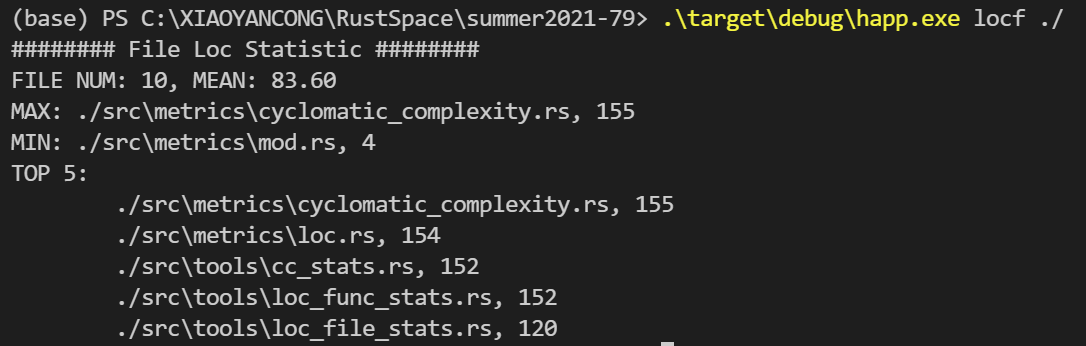 (base) PS C:\XIAOYANCONG\RustSpace\summer2021-79> .\target\debug\happ.exe locf ./
######## File Loc Statistic ########
FILE NUM: 10, MEAN: 83.60
MAX: ./src\metrics\cyclomatic_complexity.rs, 155
MIN: ./src\metrics\mod.rs, 4
TOP 5:
        ./src\metrics\cyclomatic_complexity.rs, 155
        ./src\metrics\loc.rs, 154
        ./src\tools\cc_stats.rs, 152
        ./src\tools\loc_func_stats.rs, 152
        ./src\tools\loc_file_stats.rs, 120